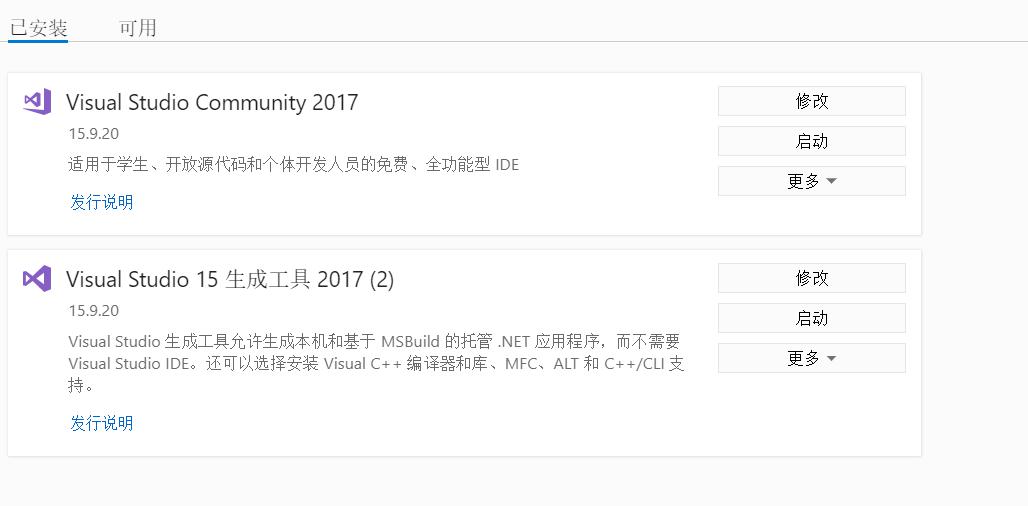 已安装 可用
Visual Studio Community 2017
修改
15.9.20
启动
适用于学生、开放源代码和个体开发人员的免费、全功能型 IDE
更多
发行说明
Visual Studio 15 生成工具 2017 (2)
修改
15.9.20
启动
Visual Studio 生成工具允许生成本机和基于 MSBuild 的托管 .NET 应用程序，而不需要
Visual Studio IDE。还可以选择安装 Visual C++ 编译器和库、MFC、ALT 和 C++/CLI 支
持。
更多
发行说明